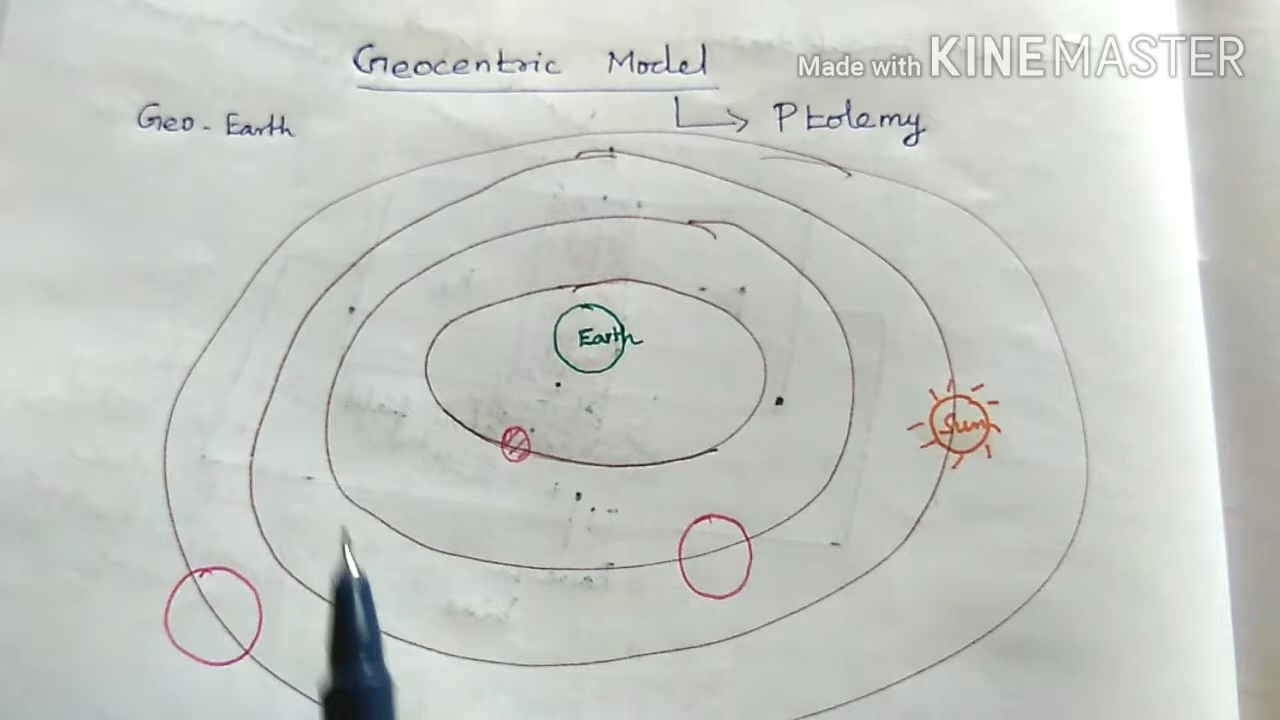 Geocentric Model
Made with KINEMASTER
Geo - Earth
Ptolemy
Earth
Sun